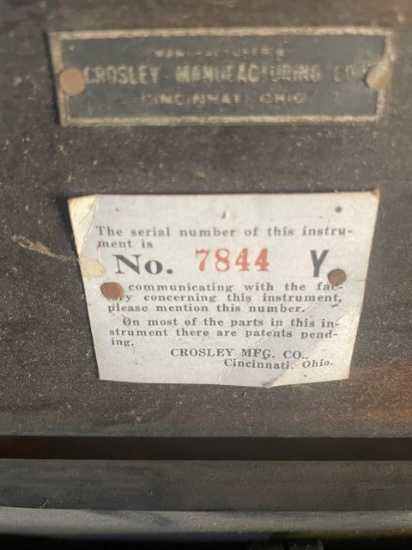 MANUFACTURED BY
CROSLEY MANUFACTURING CO.
CINCINNATI, OHIO
The serial number of this instru-
ment is
No. 7844 Y
communicating with the fac-
tory concerning this instrument,
please mention this number.
On most of the parts in this in-
strument there are patents pend-
ing.
CROSLEY MFG. CO.,
Cincinnati, Ohio.